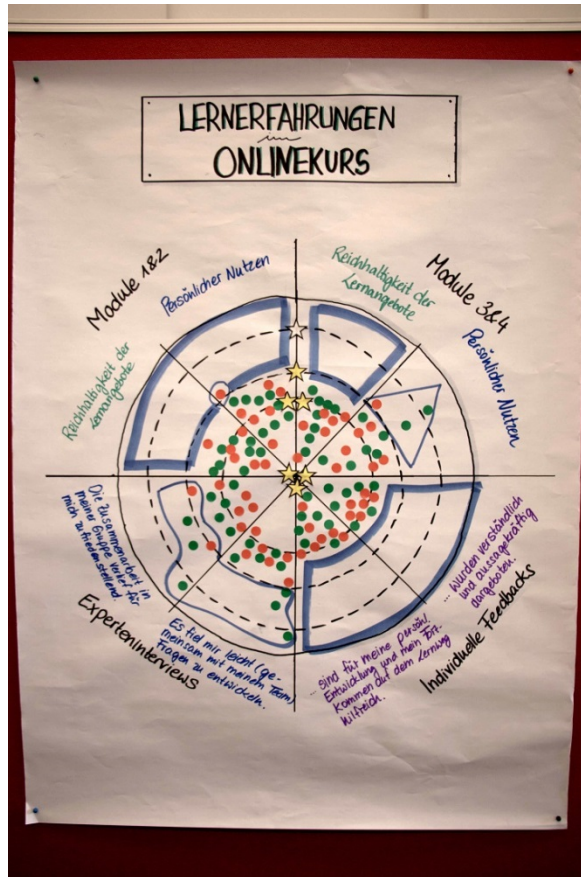 LERNERFAHRUNGEN
im
ONLINEKURS
Module 1&2
Persönlicher Nutzen
Reichhaltigkeit der
Lernangebote
Reichhaltigkeit der
Lernangebote
Module 3&4
Persönlicher Nutzen
Die Zusammenarbeit in
meiner Gruppe verlief für
mich zufriedenstellend.
Experteninterviews
Es fiel mir leicht (ge-
meinsam mit meinem Team)
Fragen zu entwickeln.
... wurden verständlich
und aussagekräftig
dargeboten.
Individuelle Feedbacks
... sind für meine persönl.
Entwicklung und mein Fort-
kommen auf dem Lernweg
hilfreich.